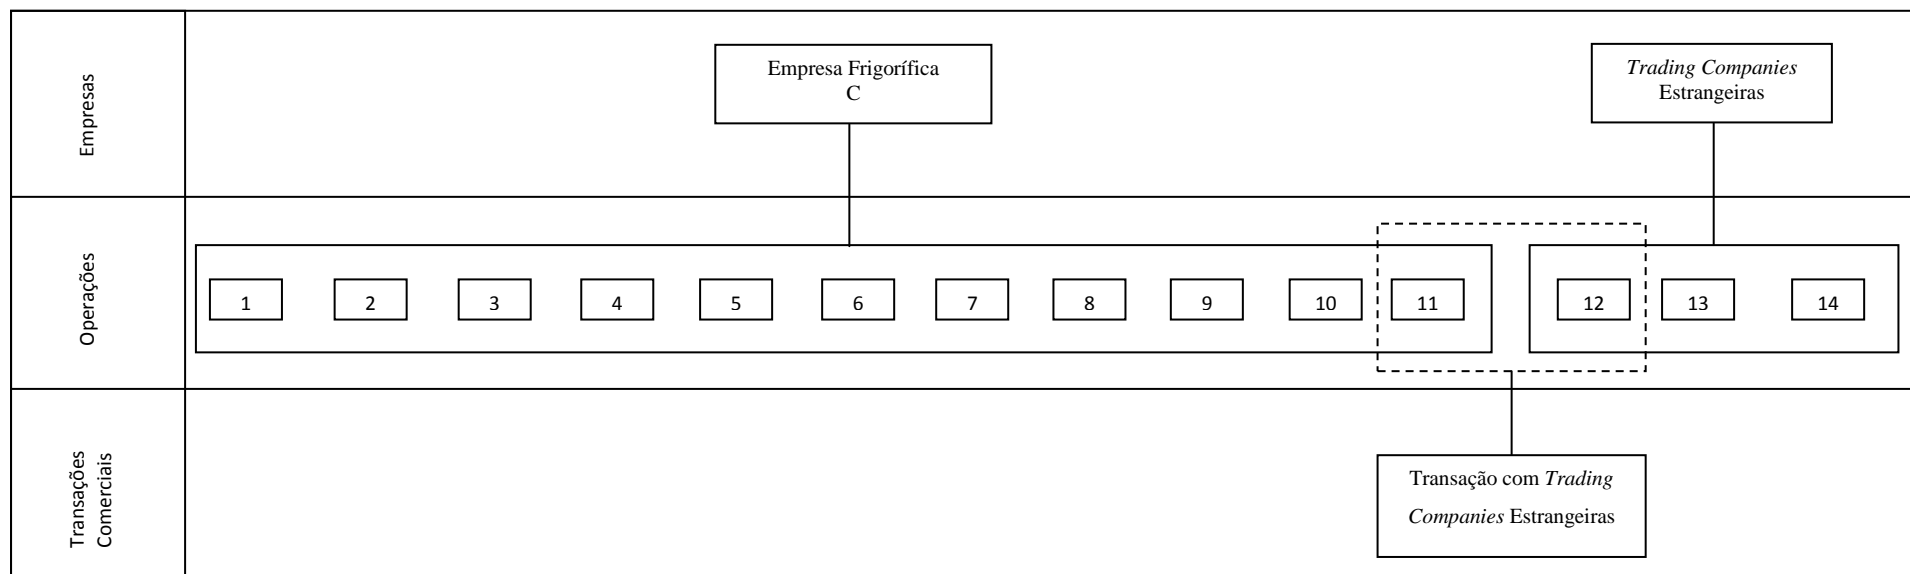 Empresas
Empresa Frigorífica
C
Trading Companies
Estrangeiras
Operações
1 2 3 4 5 6 7 8 9 10 11 12 13 14
Transações
Comerciais
Transação com Trading
Companies Estrangeiras